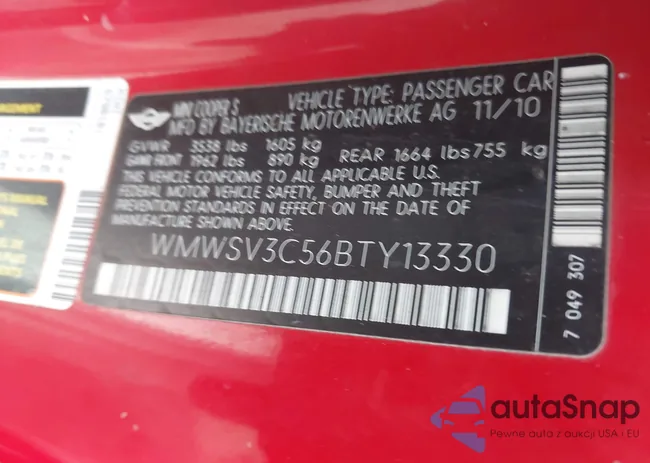 MINI COOPER S
VEHICLE TYPE: PASSENGER CAR
MFD BY BAYERISCHE MOTORENWERKE AG 11/10
GVWR 3538 lbs 1605 kg
GAWR FRONT 1962 lbs 890 kg REAR 1664 lbs 755 kg
THIS VEHICLE CONFORMS TO ALL APPLICABLE U.S.
FEDERAL MOTOR VEHICLE SAFETY, BUMPER AND THEFT
PREVENTION STANDARDS IN EFFECT ON THE DATE OF
MANUFACTURE SHOWN ABOVE.
WMWSV3C56BTY13330
7 049 307
autaSnap
Pewne auta z aukcji USA i EU